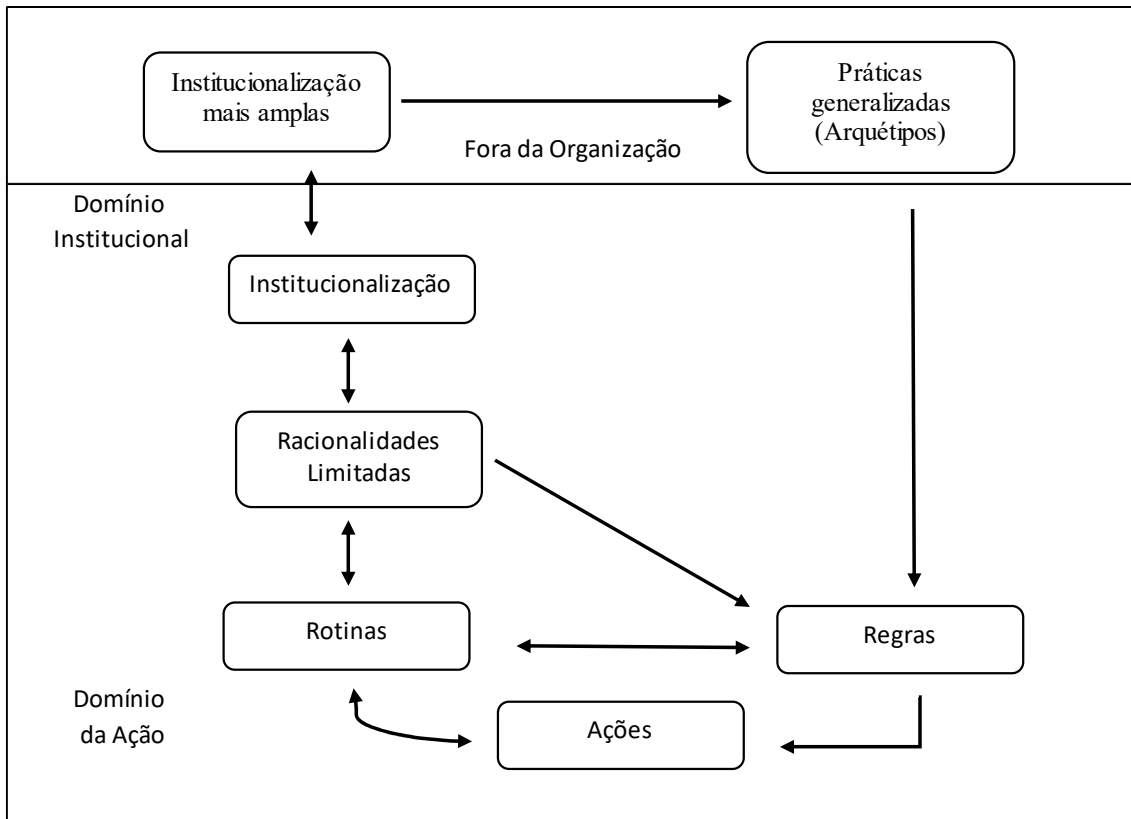 Institucionalização
mais amplas
Práticas
generalizadas
(Arquétipos)
Fora da Organização
Domínio
Institucional
Institucionalização
Racionalidades
Limitadas
Rotinas
Regras
Domínio
da Ação
Ações